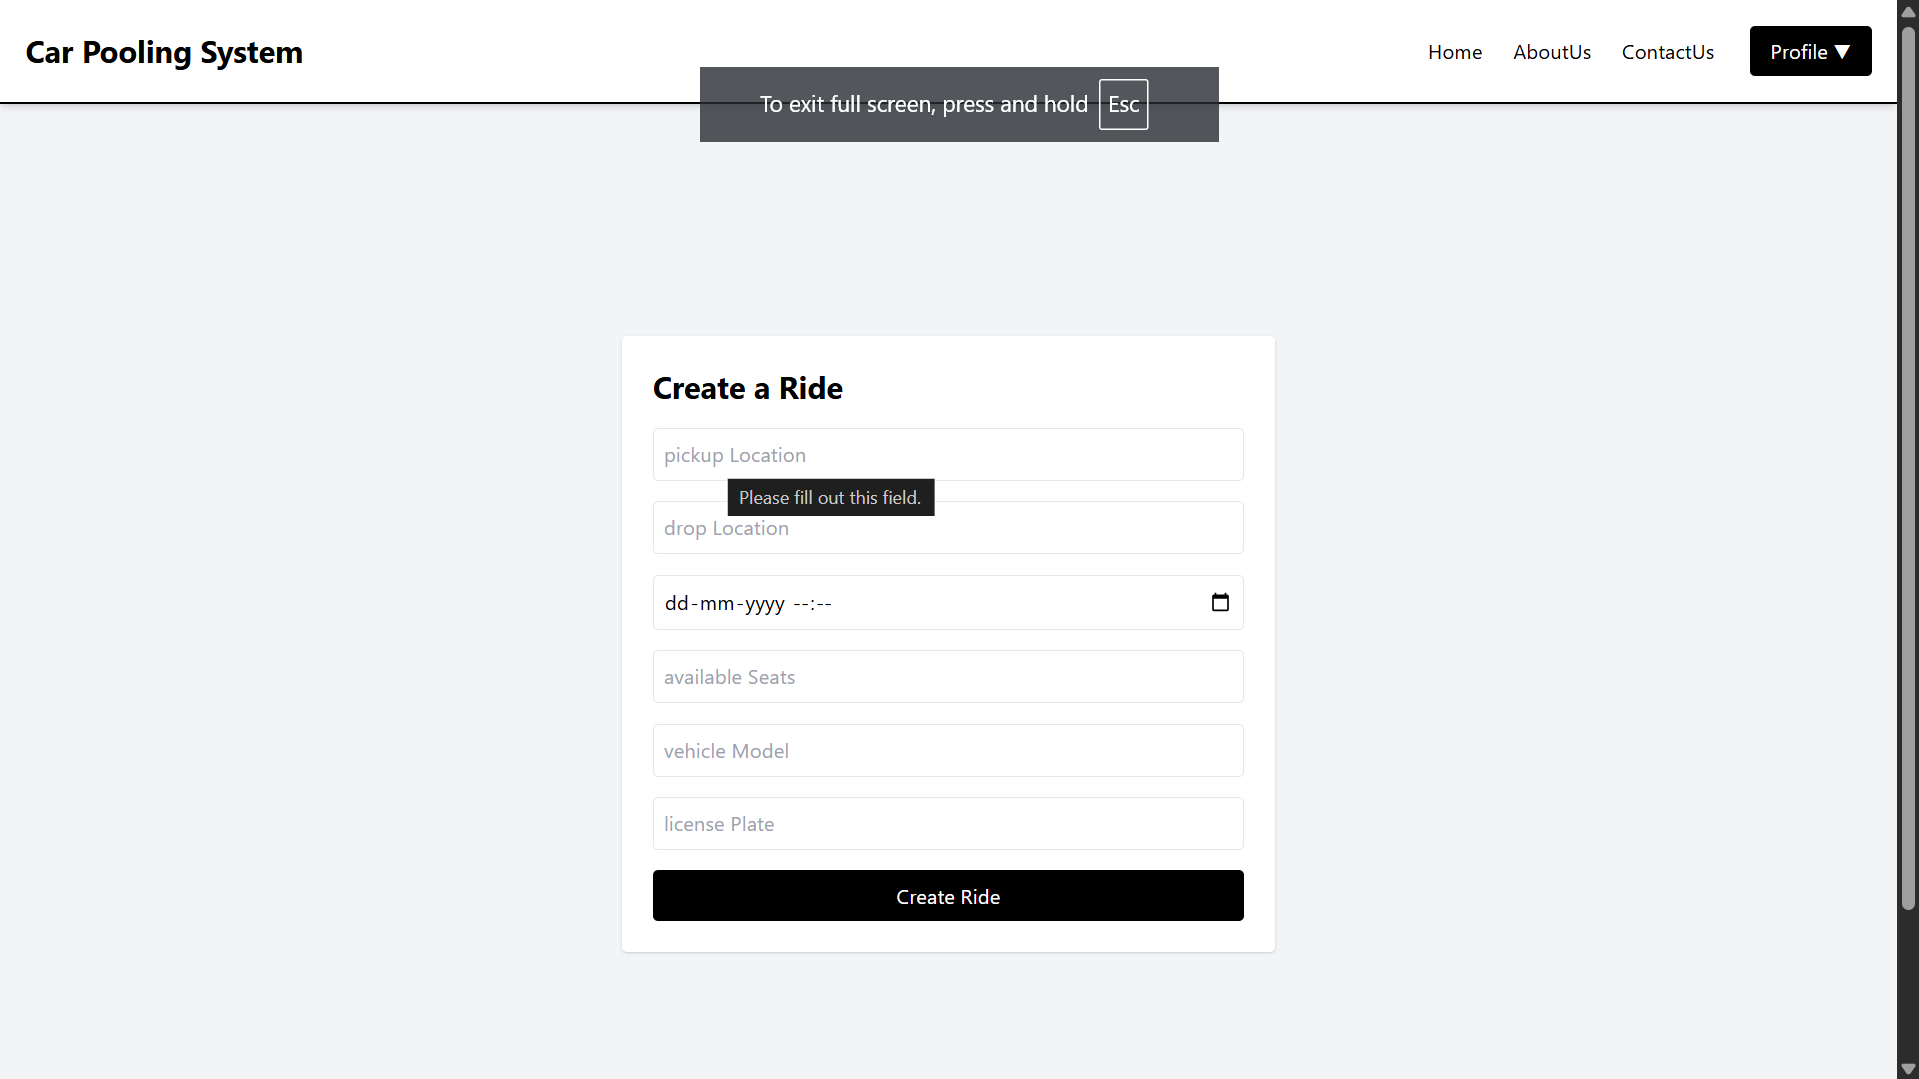 Car Pooling System
Home AboutUs ContactUs Profile ▼
To exit full screen, press and hold Esc
Create a Ride
pickup Location
Please fill out this field.
drop Location
dd-mm-yyyy --:--
available Seats
vehicle Model
license Plate
Create Ride